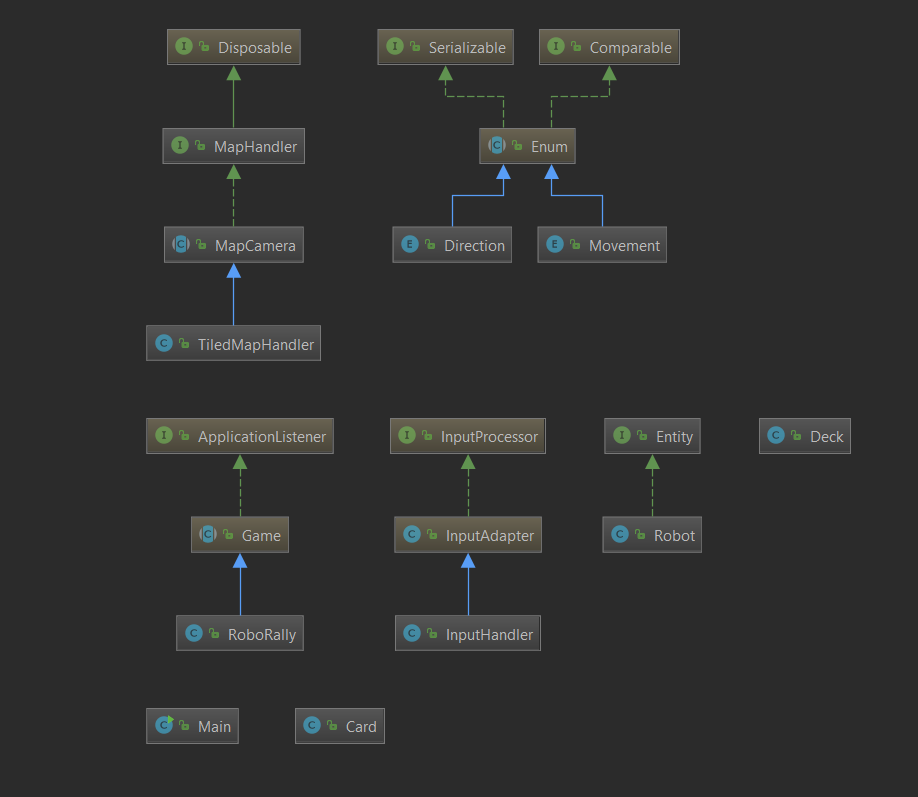 I Disposable
I Serializable
I Comparable
I MapHandler
C Enum
C MapCamera
E Direction
E Movement
C TiledMapHandler
I ApplicationListener
I InputProcessor
I Entity
C Deck
C Game
C InputAdapter
C Robot
C RoboRally
C InputHandler
C Main
C Card